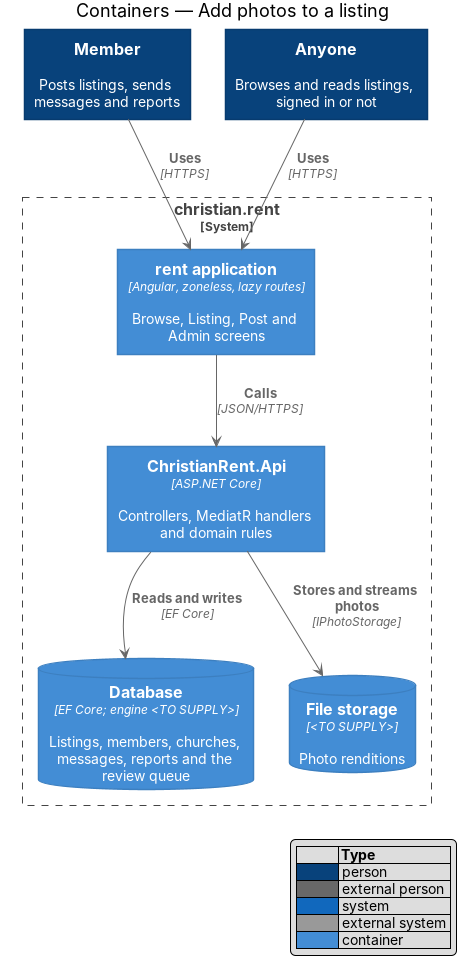 Containers — Add photos to a listing
Member
Posts listings, sends
messages and reports
Anyone
Browses and reads listings,
signed in or not
Uses
[HTTPS]
Uses
[HTTPS]
christian.rent
[System]
rent application
[Angular, zoneless, lazy routes]
Browse, Listing, Post and
Admin screens
Calls
[JSON/HTTPS]
ChristianRent.Api
[ASP.NET Core]
Controllers, MediatR handlers
and domain rules
Reads and writes
[EF Core]
Stores and streams
photos
[IPhotoStorage]
Database
[EF Core; engine <TO SUPPLY>]
Listings, members, churches,
messages, reports and the
review queue
File storage
[<TO SUPPLY>]
Photo renditions
Type
person
external person
system
external system
container